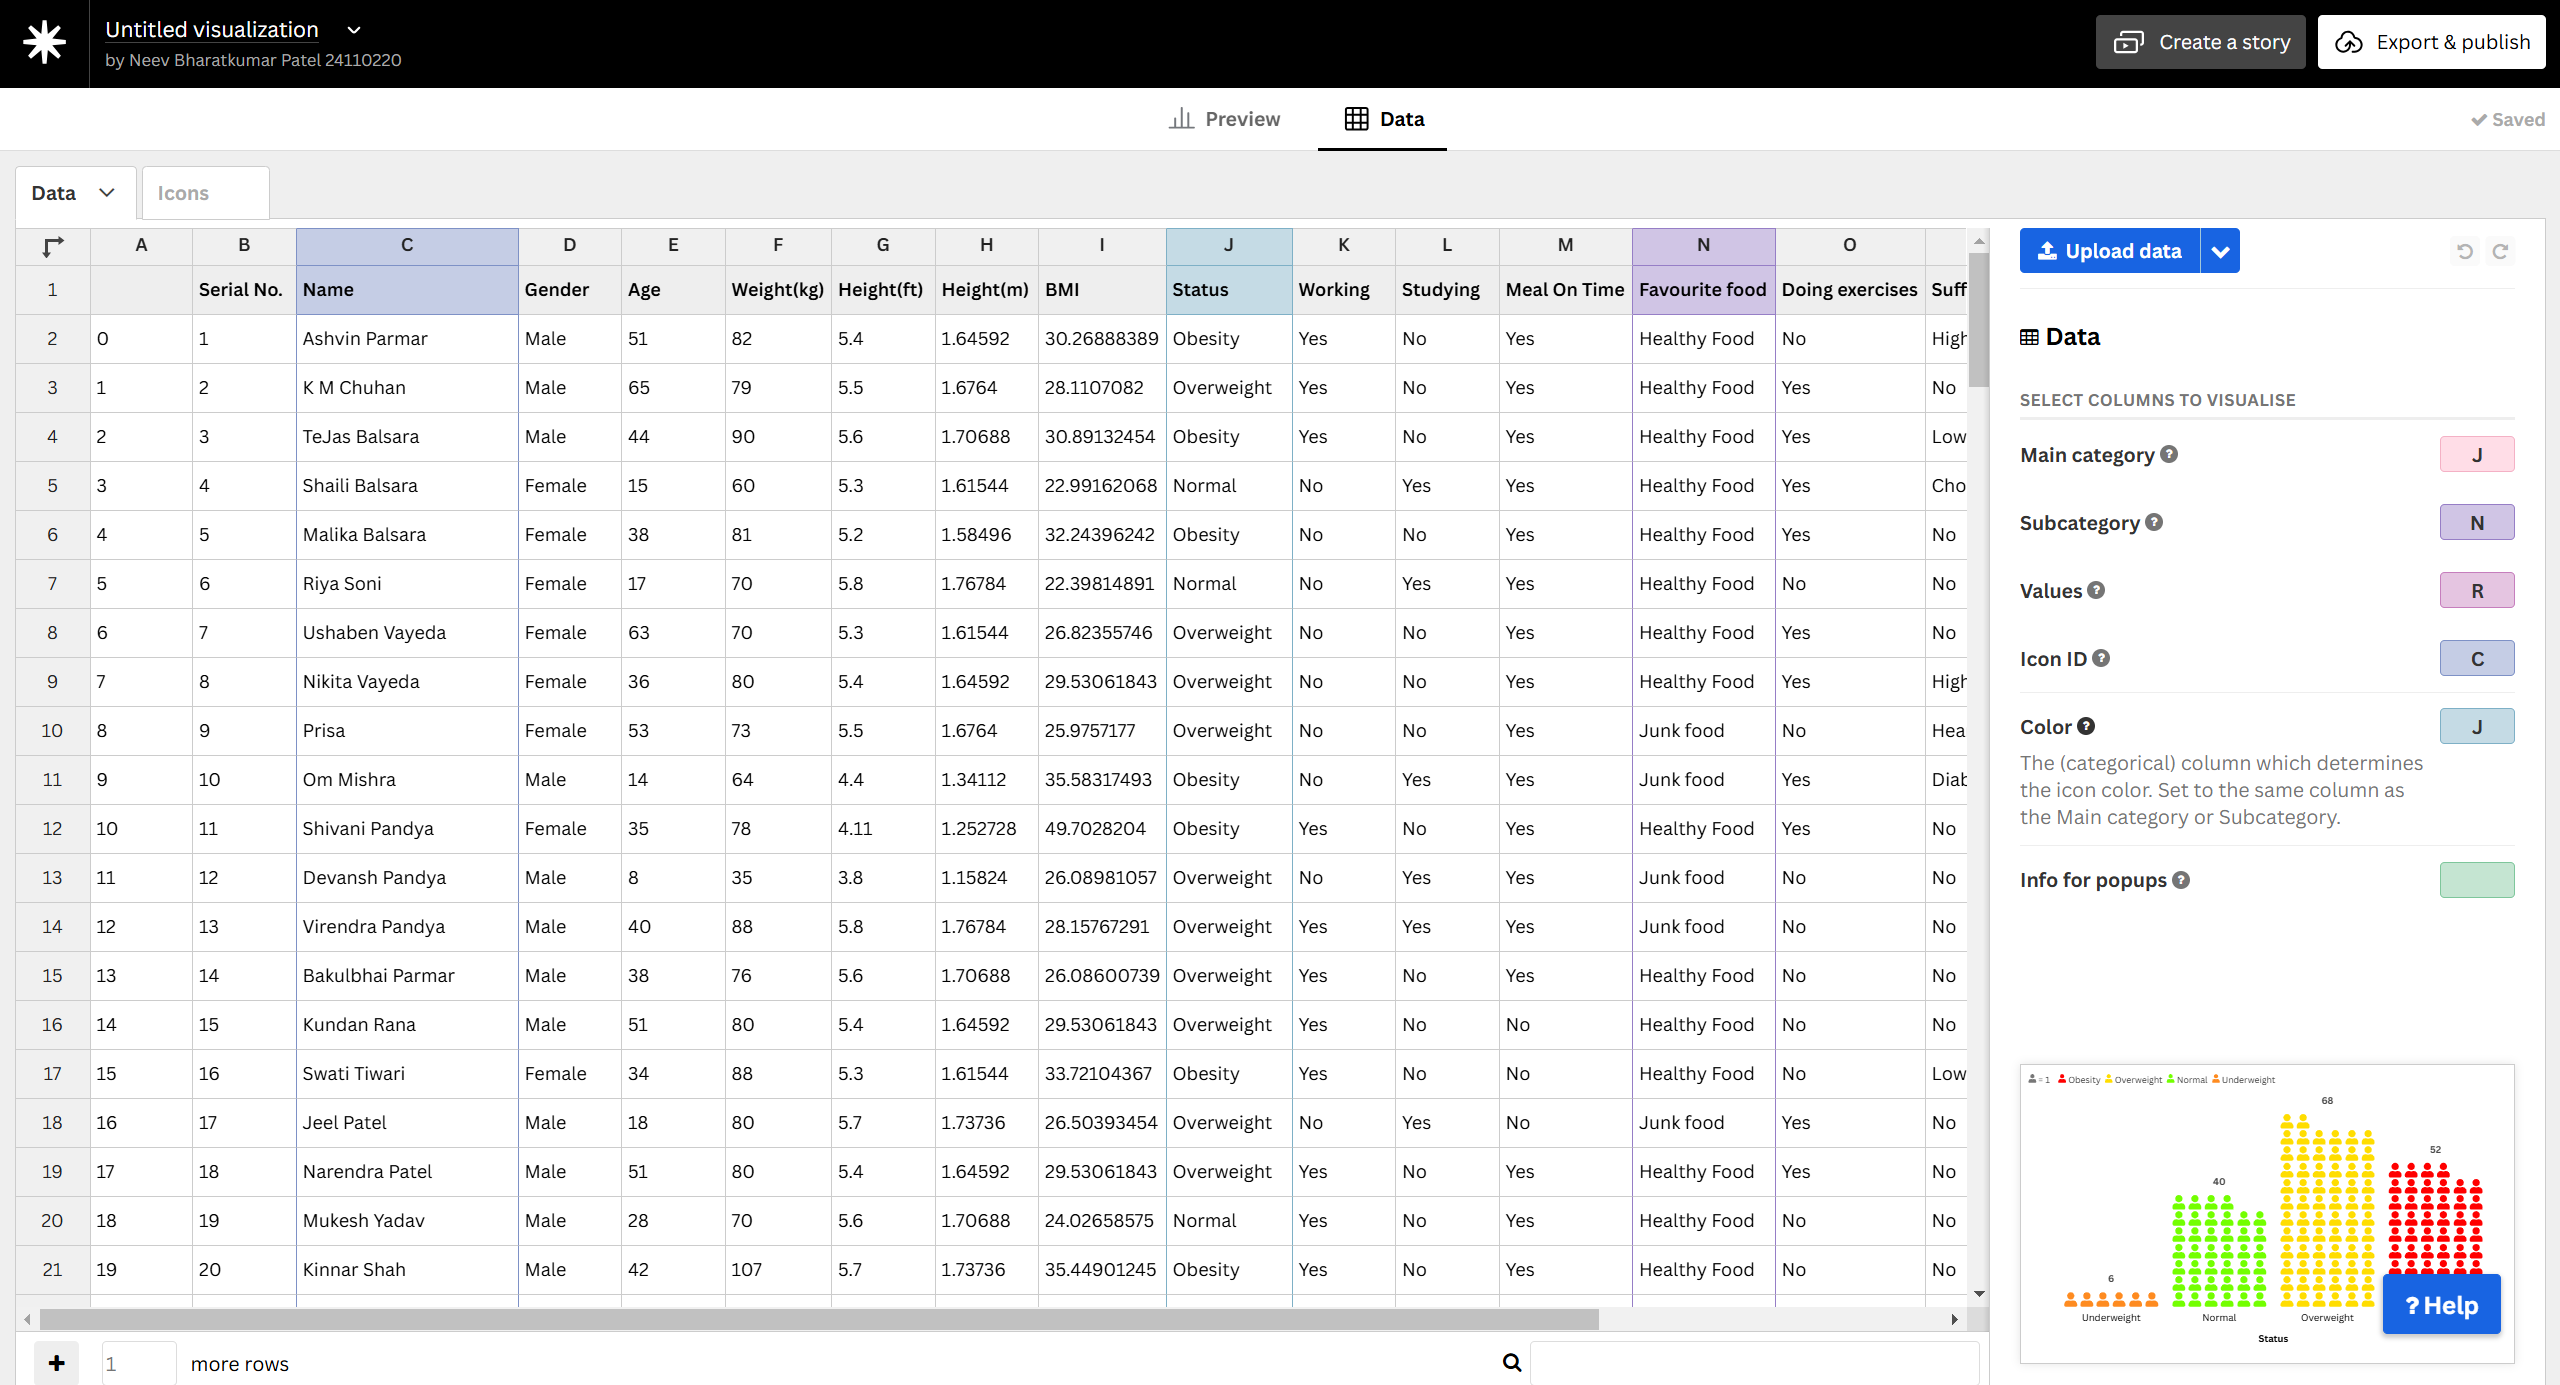 Untitled visualization
by Neev Bharatkumar Patel 24110220
Create a story
Export & publish
Preview
Data
Saved
Data
Icons
A B C D E F G H I J K L M N O
1 Serial No. Name Gender Age Weight(kg) Height(ft) Height(m) BMI Status Working Studying Meal On Time Favourite food Doing exercises Suff
2 0 1 Ashvin Parmar Male 51 82 5.4 1.64592 30.26888389 Obesity Yes No Yes Healthy Food No High
3 1 2 K M Chuhan Male 65 79 5.5 1.6764 28.1107082 Overweight Yes No Yes Healthy Food Yes No
4 2 3 TeJas Balsara Male 44 90 5.6 1.70688 30.89132454 Obesity Yes No Yes Healthy Food Yes Low
5 3 4 Shaili Balsara Female 15 60 5.3 1.61544 22.99162068 Normal No Yes Yes Healthy Food Yes Cho
6 4 5 Malika Balsara Female 38 81 5.2 1.58496 32.24396242 Obesity No No Yes Healthy Food Yes No
7 5 6 Riya Soni Female 17 70 5.8 1.76784 22.39814891 Normal No Yes Yes Healthy Food No No
8 6 7 Ushaben Vayeda Female 63 70 5.3 1.61544 26.82355746 Overweight No No Yes Healthy Food Yes No
9 7 8 Nikita Vayeda Female 36 80 5.4 1.64592 29.53061843 Overweight No No Yes Healthy Food Yes High
10 8 9 Prisa Female 53 73 5.5 1.6764 25.9757177 Overweight No No Yes Junk food No Hea
11 9 10 Om Mishra Male 14 64 4.4 1.34112 35.58317493 Obesity No Yes Yes Junk food Yes Diab
12 10 11 Shivani Pandya Female 35 78 4.11 1.252728 49.7028204 Obesity Yes No Yes Healthy Food Yes No
13 11 12 Devansh Pandya Male 8 35 3.8 1.15824 26.08981057 Overweight No Yes Yes Junk food No No
14 12 13 Virendra Pandya Male 40 88 5.8 1.76784 28.15767291 Overweight Yes Yes Yes Junk food No No
15 13 14 Bakulbhai Parmar Male 38 76 5.6 1.70688 26.08600739 Overweight Yes No Yes Healthy Food No No
16 14 15 Kundan Rana Male 51 80 5.4 1.64592 29.53061843 Overweight Yes No No Healthy Food No No
17 15 16 Swati Tiwari Female 34 88 5.3 1.61544 33.72104367 Obesity Yes No No Healthy Food No Low
18 16 17 Jeel Patel Male 18 80 5.7 1.73736 26.50393454 Overweight No Yes No Junk food Yes No
19 17 18 Narendra Patel Male 51 80 5.4 1.64592 29.53061843 Overweight Yes No Yes Healthy Food Yes No
20 18 19 Mukesh Yadav Male 28 70 5.6 1.70688 24.02658575 Normal Yes No Yes Healthy Food No No
21 19 20 Kinnar Shah Male 42 107 5.7 1.73736 35.44901245 Obesity Yes No Yes Healthy Food No No
+ 1 more rows
Upload data
Data
SELECT COLUMNS TO VISUALISE
Main category ? J
Subcategory ? N
Values ? R
Icon ID ? C
Color ? J
The (categorical) column which determines
the icon color. Set to the same column as
the Main category or Subcategory.
Info for popups ?
= 1 Obesity Overweight Normal Underweight
68
52
40
6
Underweight Normal Overweight
Status
? Help